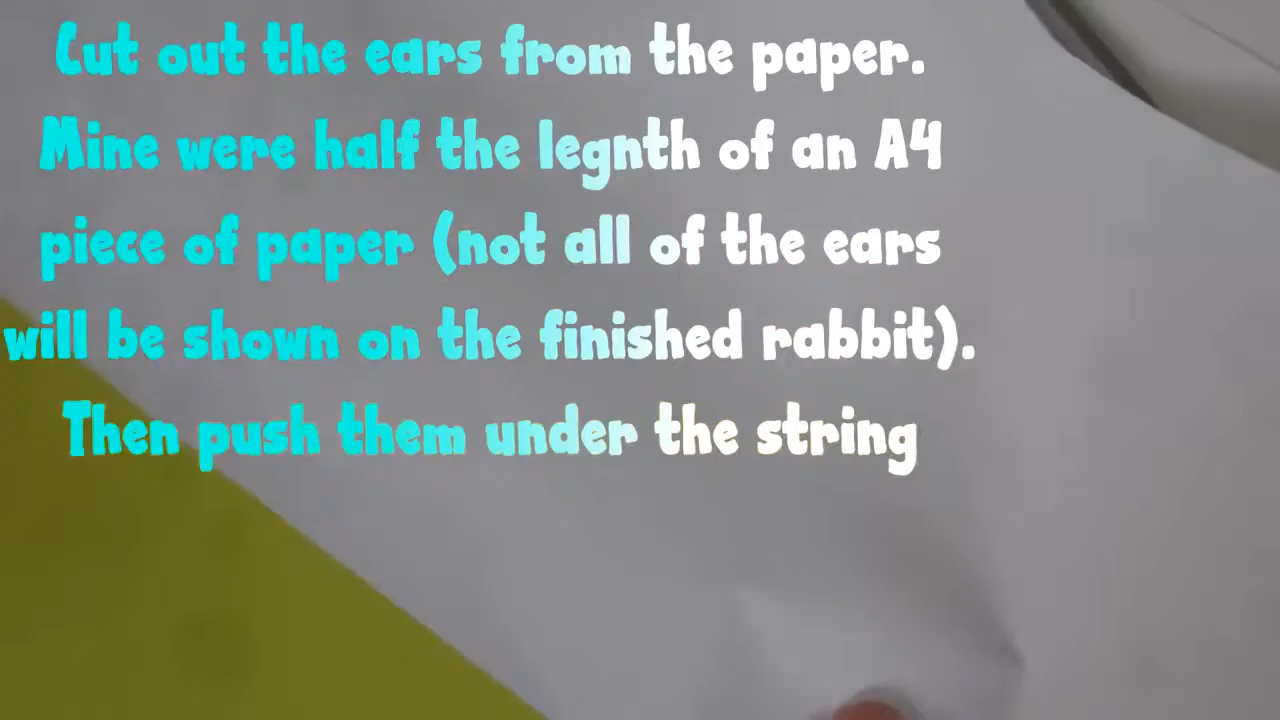 Cut out the ears from the paper.
Mine were half the legnth of an A4
piece of paper (not all of the ears
will be shown on the finished rabbit).
Then push them under the string